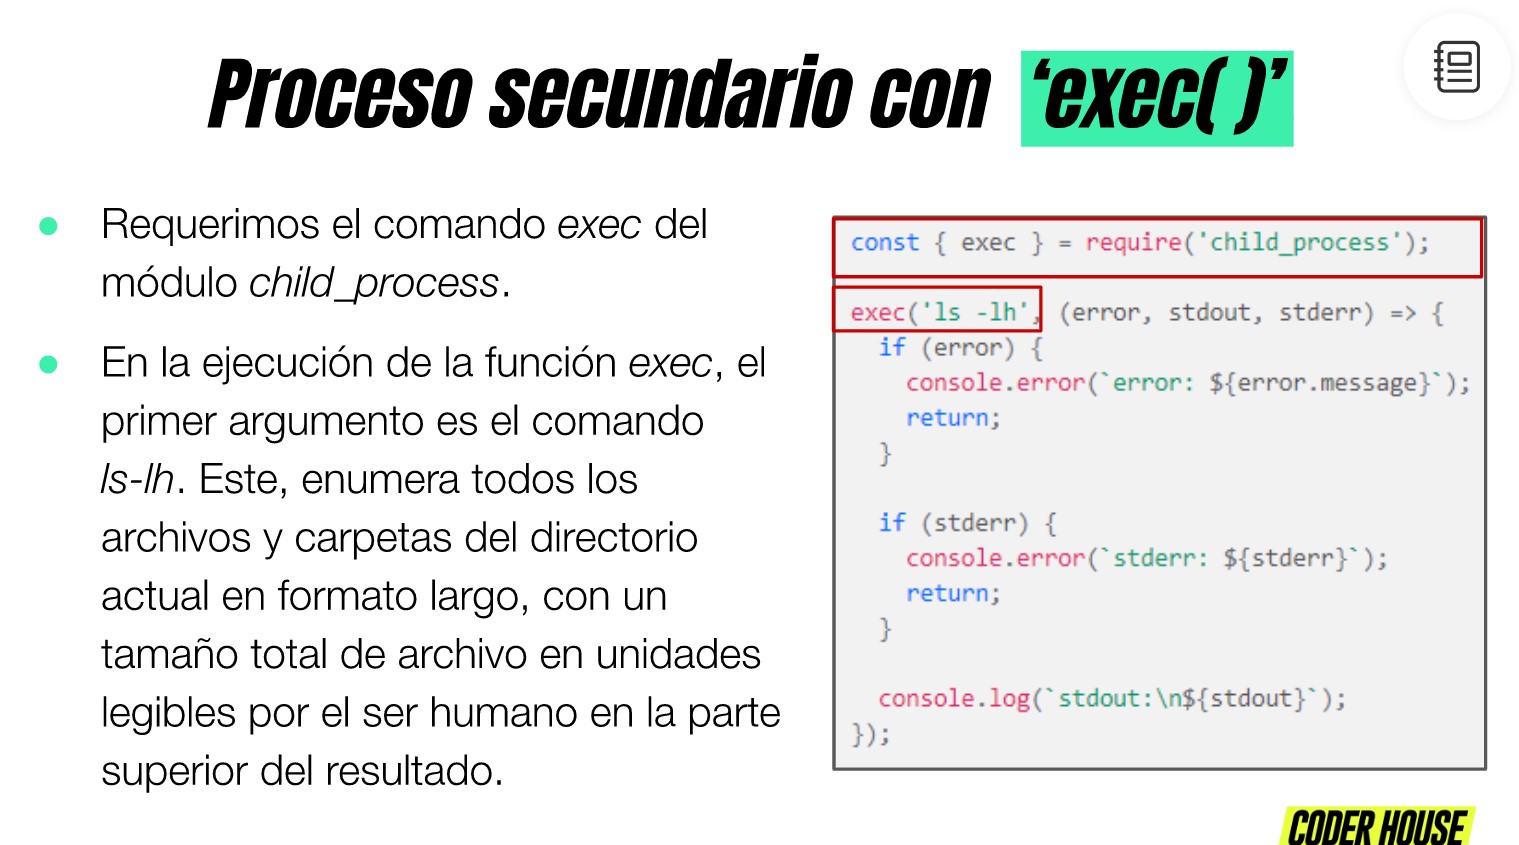 Proceso secundario con ‘exec( )’
● Requerimos el comando exec del
módulo child_process.
● En la ejecución de la función exec, el
primer argumento es el comando
ls-lh. Este, enumera todos los
archivos y carpetas del directorio
actual en formato largo, con un
tamaño total de archivo en unidades
legibles por el ser humano en la parte
superior del resultado.
const { exec } = require('child_process');
exec('ls -lh', (error, stdout, stderr) => {
  if (error) {
    console.error(`error: ${error.message}`);
    return;
  }
  if (stderr) {
    console.error(`stderr: ${stderr}`);
    return;
  }
  console.log(`stdout:\n${stdout}`);
});
CODER HOUSE